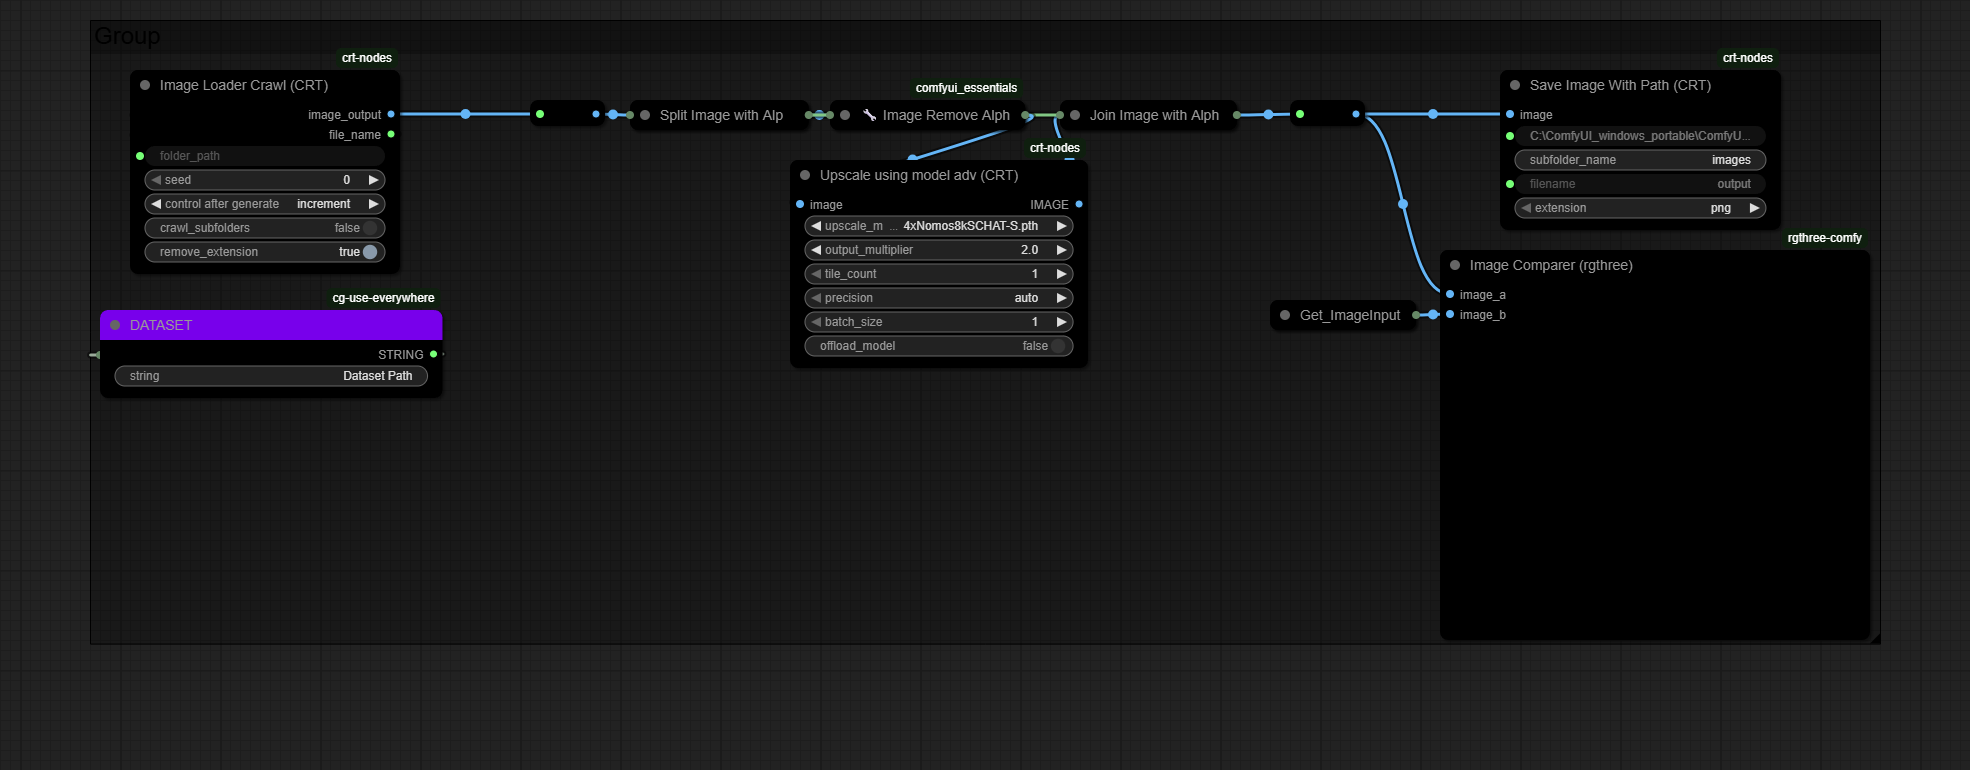 Group
crt-nodes
Image Loader Crawl (CRT)
image_output
file_name
folder_path
seed 0
control after generate increment
crawl_subfolders false
remove_extension true
cg-use-everywhere
DATASET
STRING
string Dataset Path
Split Image with Alp
comfyui_essentials
Image Remove Alph
Join Image with Alph
crt-nodes
Upscale using model adv (CRT)
image IMAGE
upscale_m ... 4xNomos8kSCHAT-S.pth
output_multiplier 2.0
tile_count 1
precision auto
batch_size 1
offload_model false
crt-nodes
Save Image With Path (CRT)
image
C:\ComfyUI_windows_portable\ComfyU...
subfolder_name images
filename output
extension png
rgthree-comfy
Image Comparer (rgthree)
image_a
image_b
Get_ImageInput